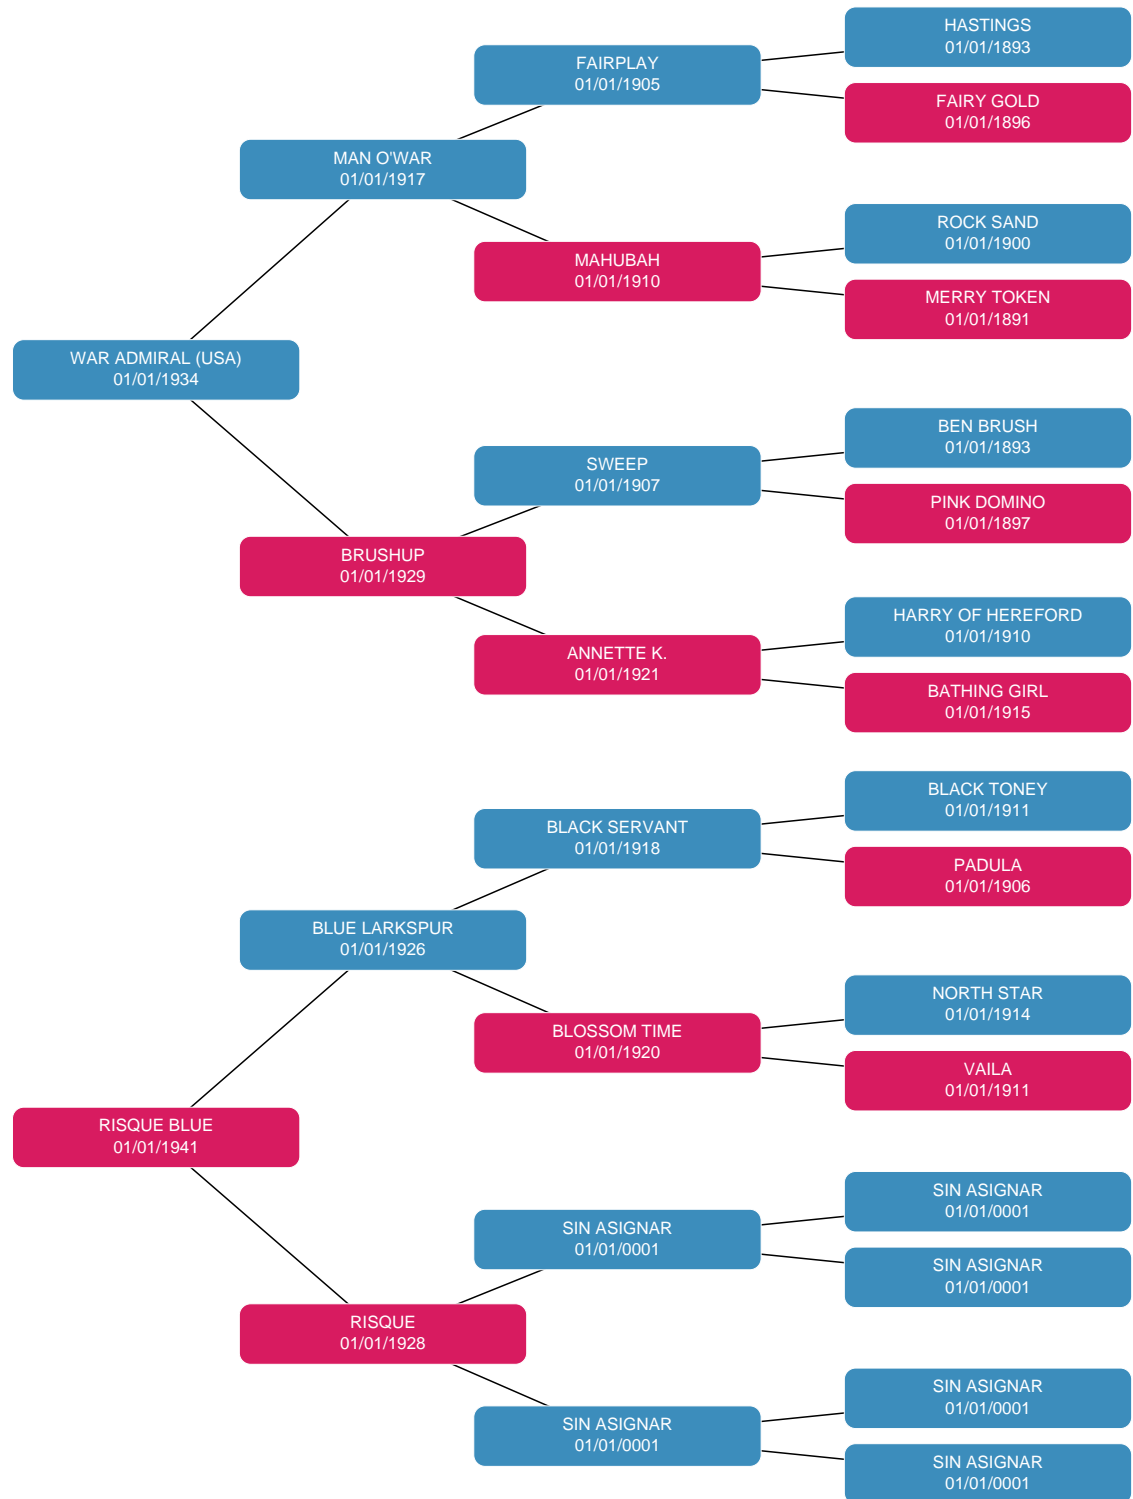 HASTINGS
01/01/1893
FAIRPLAY
01/01/1905
FAIRY GOLD
01/01/1896
MAN O'WAR
01/01/1917
ROCK SAND
01/01/1900
MAHUBAH
01/01/1910
MERRY TOKEN
01/01/1891
WAR ADMIRAL (USA)
01/01/1934
BEN BRUSH
01/01/1893
SWEEP
01/01/1907
PINK DOMINO
01/01/1897
BRUSHUP
01/01/1929
HARRY OF HEREFORD
01/01/1910
ANNETTE K.
01/01/1921
BATHING GIRL
01/01/1915
BLACK TONEY
01/01/1911
BLACK SERVANT
01/01/1918
PADULA
01/01/1906
BLUE LARKSPUR
01/01/1926
NORTH STAR
01/01/1914
BLOSSOM TIME
01/01/1920
VAILA
01/01/1911
RISQUE BLUE
01/01/1941
SIN ASIGNAR
01/01/0001
SIN ASIGNAR
01/01/0001
SIN ASIGNAR
01/01/0001
RISQUE
01/01/1928
SIN ASIGNAR
01/01/0001
SIN ASIGNAR
01/01/0001
SIN ASIGNAR
01/01/0001